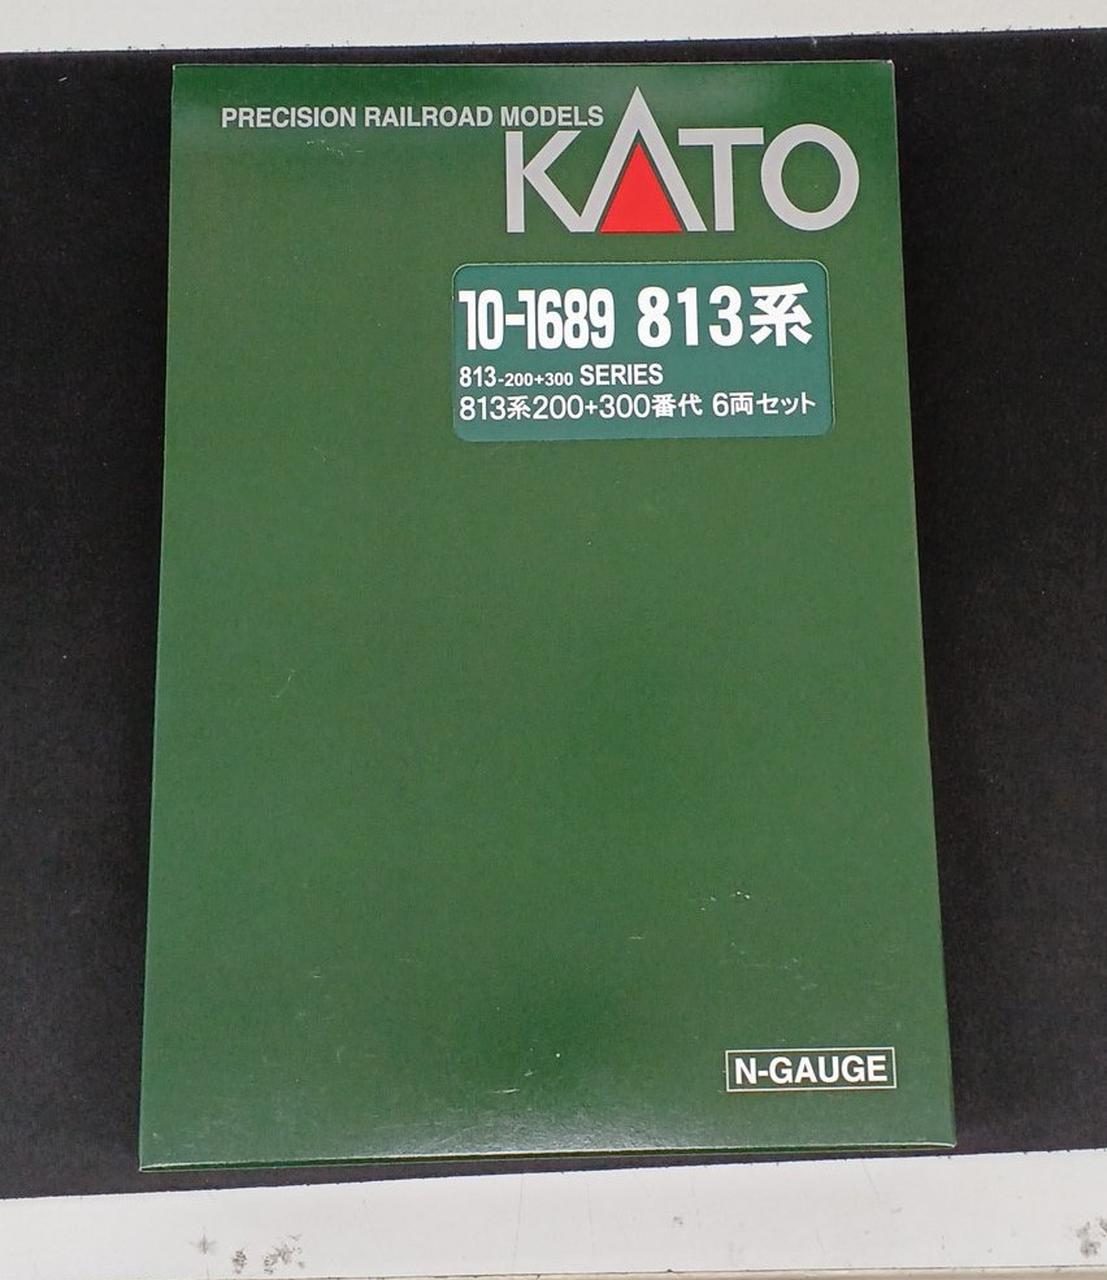 PRECISION RAILROAD MODELS
KATO
10-1689 813系
813-200+300 SERIES
813系200+300番代 6両セット
N-GAUGE